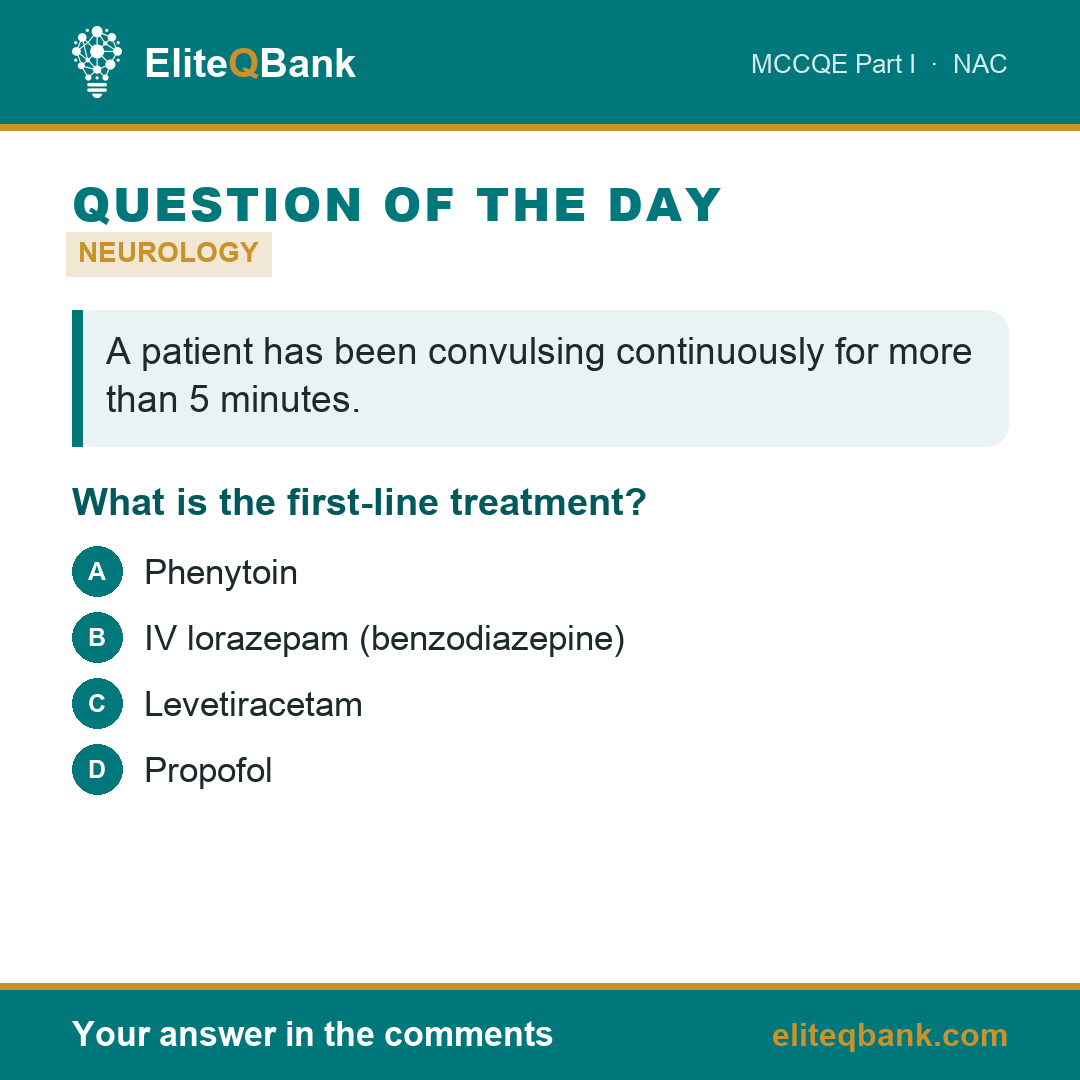 EliteQBank
MCCQE Part I · NAC
QUESTION OF THE DAY
NEUROLOGY
A patient has been convulsing continuously for more
than 5 minutes.
What is the first-line treatment?
A Phenytoin
B IV lorazepam (benzodiazepine)
C Levetiracetam
D Propofol
Your answer in the comments
eliteqbank.com